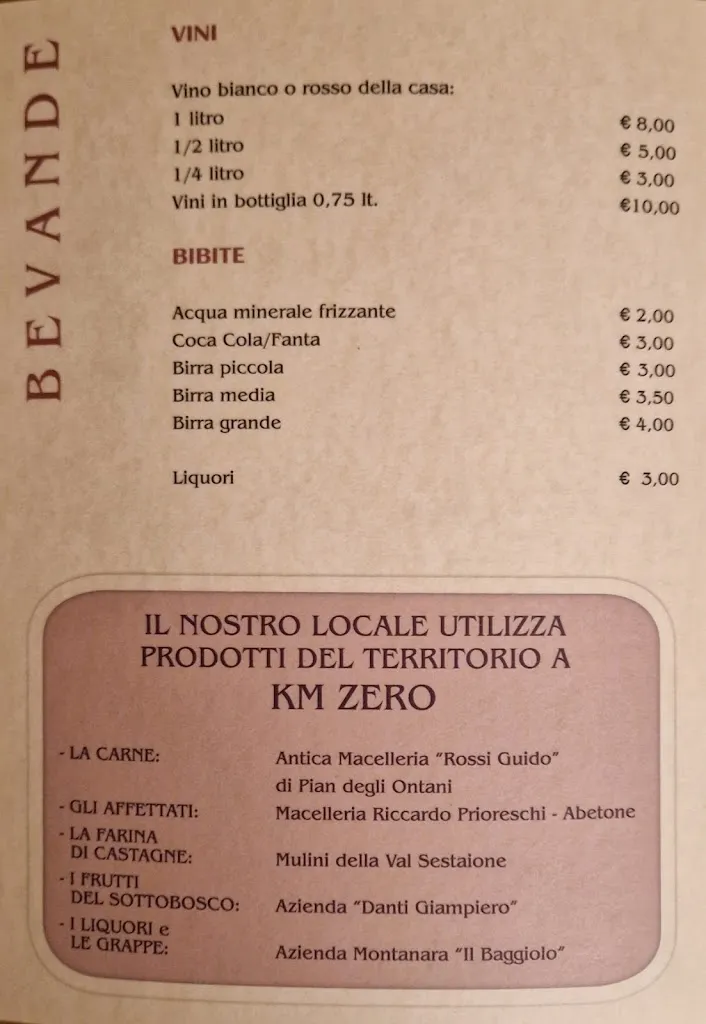 BEVANDE
VINI
Vino bianco o rosso della casa:
1 litro € 8,00
1/2 litro € 5,00
1/4 litro € 3,00
Vini in bottiglia 0,75 lt. €10,00
BIBITE
Acqua minerale frizzante € 2,00
Coca Cola/Fanta € 3,00
Birra piccola € 3,00
Birra media € 3,50
Birra grande € 4,00
Liquori € 3,00
IL NOSTRO LOCALE UTILIZZA
PRODOTTI DEL TERRITORIO A
KM ZERO
- LA CARNE: Antica Macelleria "Rossi Guido"
di Pian degli Ontani
- GLI AFFETTATI: Macelleria Riccardo Prioreschi - Abetone
- LA FARINA
DI CASTAGNE: Mulini della Val Sestaione
- I FRUTTI
DEL SOTTOBOSCO: Azienda "Danti Giampiero"
- I LIQUORI e
LE GRAPPE: Azienda Montanara "Il Baggiolo"